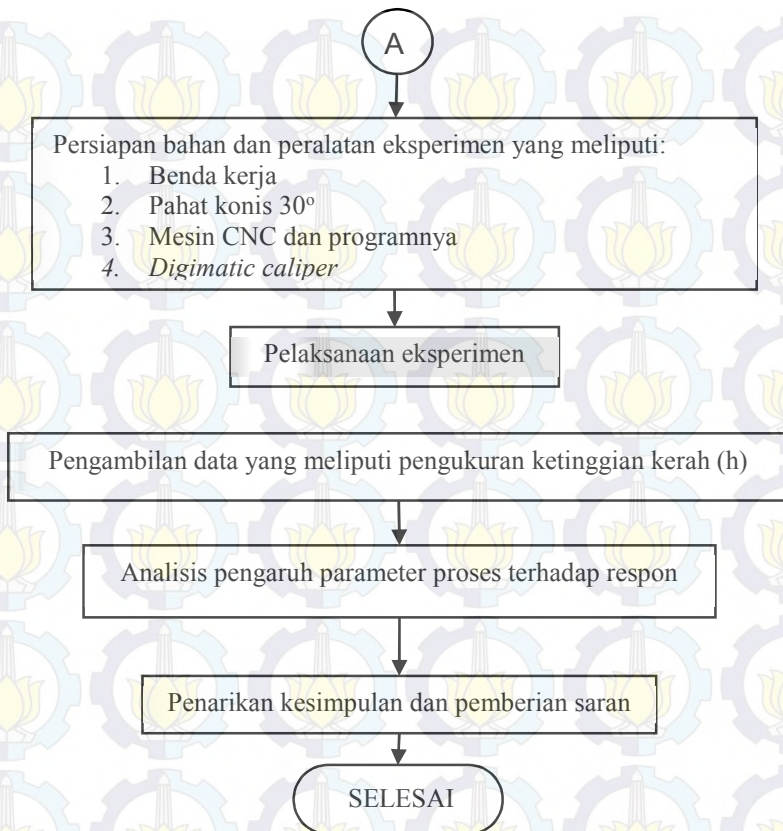 A
Persiapan bahan dan peralatan eksperimen yang meliputi:
1. Benda kerja
2. Pahat konis 30°
3. Mesin CNC dan programnya
4. Digimatic caliper
Pelaksanaan eksperimen
Pengambilan data yang meliputi pengukuran ketinggian kerah (h)
Analisis pengaruh parameter proses terhadap respon
Penarikan kesimpulan dan pemberian saran
SELESAI